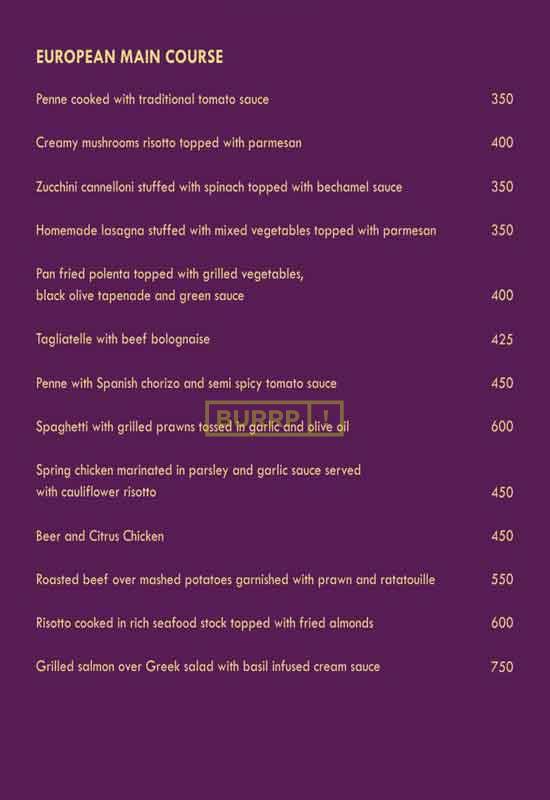 EUROPEAN MAIN COURSE
Penne cooked with traditional tomato sauce 350
Creamy mushrooms risotto topped with parmesan 400
Zucchini cannelloni stuffed with spinach topped with bechamel sauce 350
Homemade lasagna stuffed with mixed vegetables topped with parmesan 350
Pan fried polenta topped with grilled vegetables,
black olive tapenade and green sauce 400
Tagliatelle with beef bolognaise 425
Penne with Spanish chorizo and semi spicy tomato sauce 450
BURRP!
Spaghetti with grilled prawns tossed in garlic and olive oil 600
Spring chicken marinated in parsley and garlic sauce served
with cauliflower risotto 450
Beer and Citrus Chicken 450
Roasted beef over mashed potatoes garnished with prawn and ratatouille 550
Risotto cooked in rich seafood stock topped with fried almonds 600
Grilled salmon over Greek salad with basil infused cream sauce 750